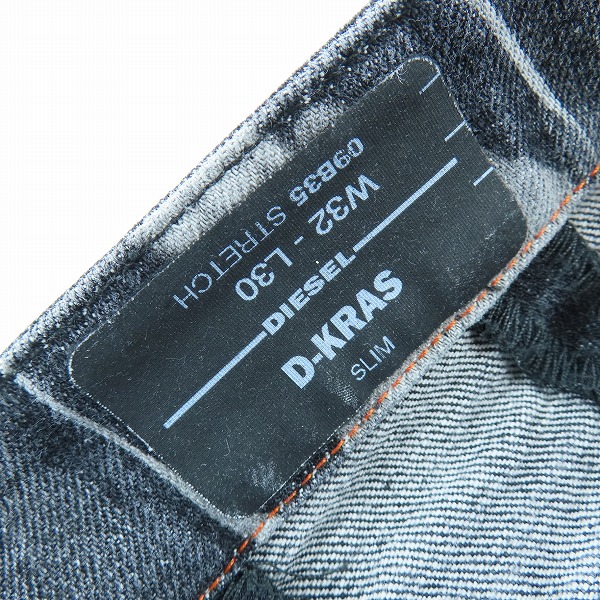 DIESEL
D-KRAS
SLIM
W32 - L30
09B35 STRETCH